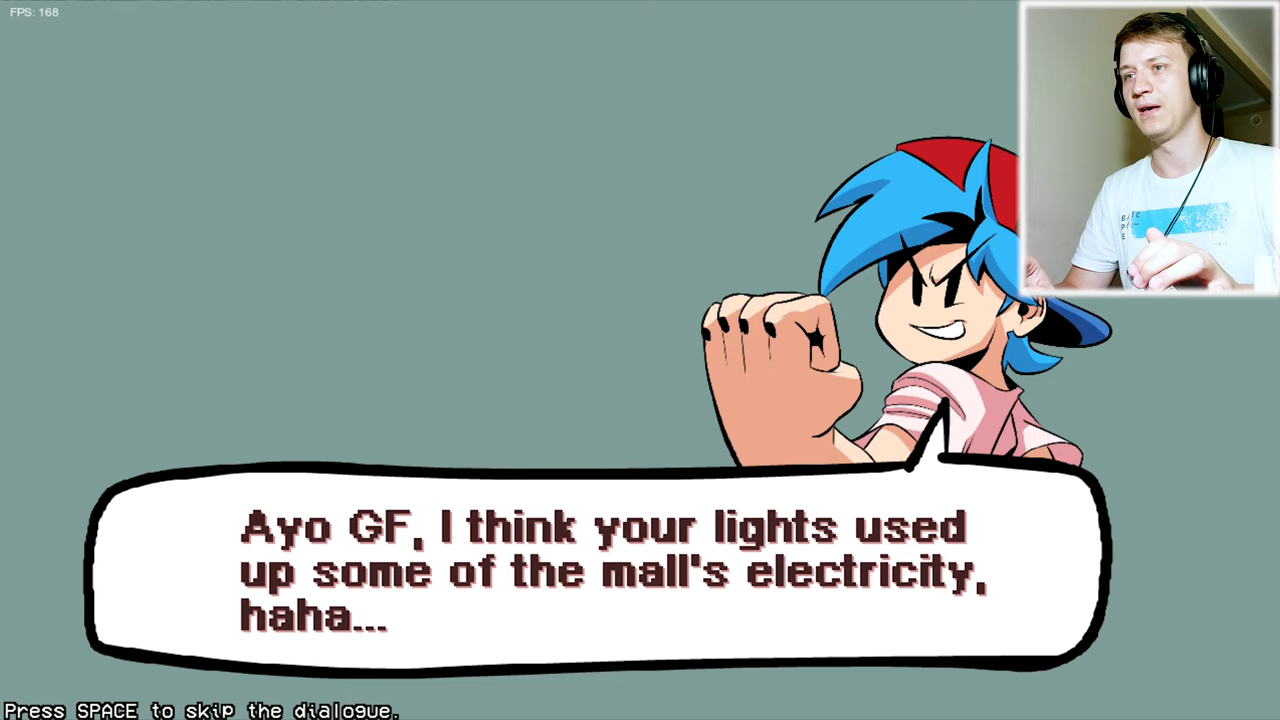 FPS: 168
Ayo GF, I think your lights used
up some of the mall's electricity,
haha...
Press SPACE to skip the dialogue.